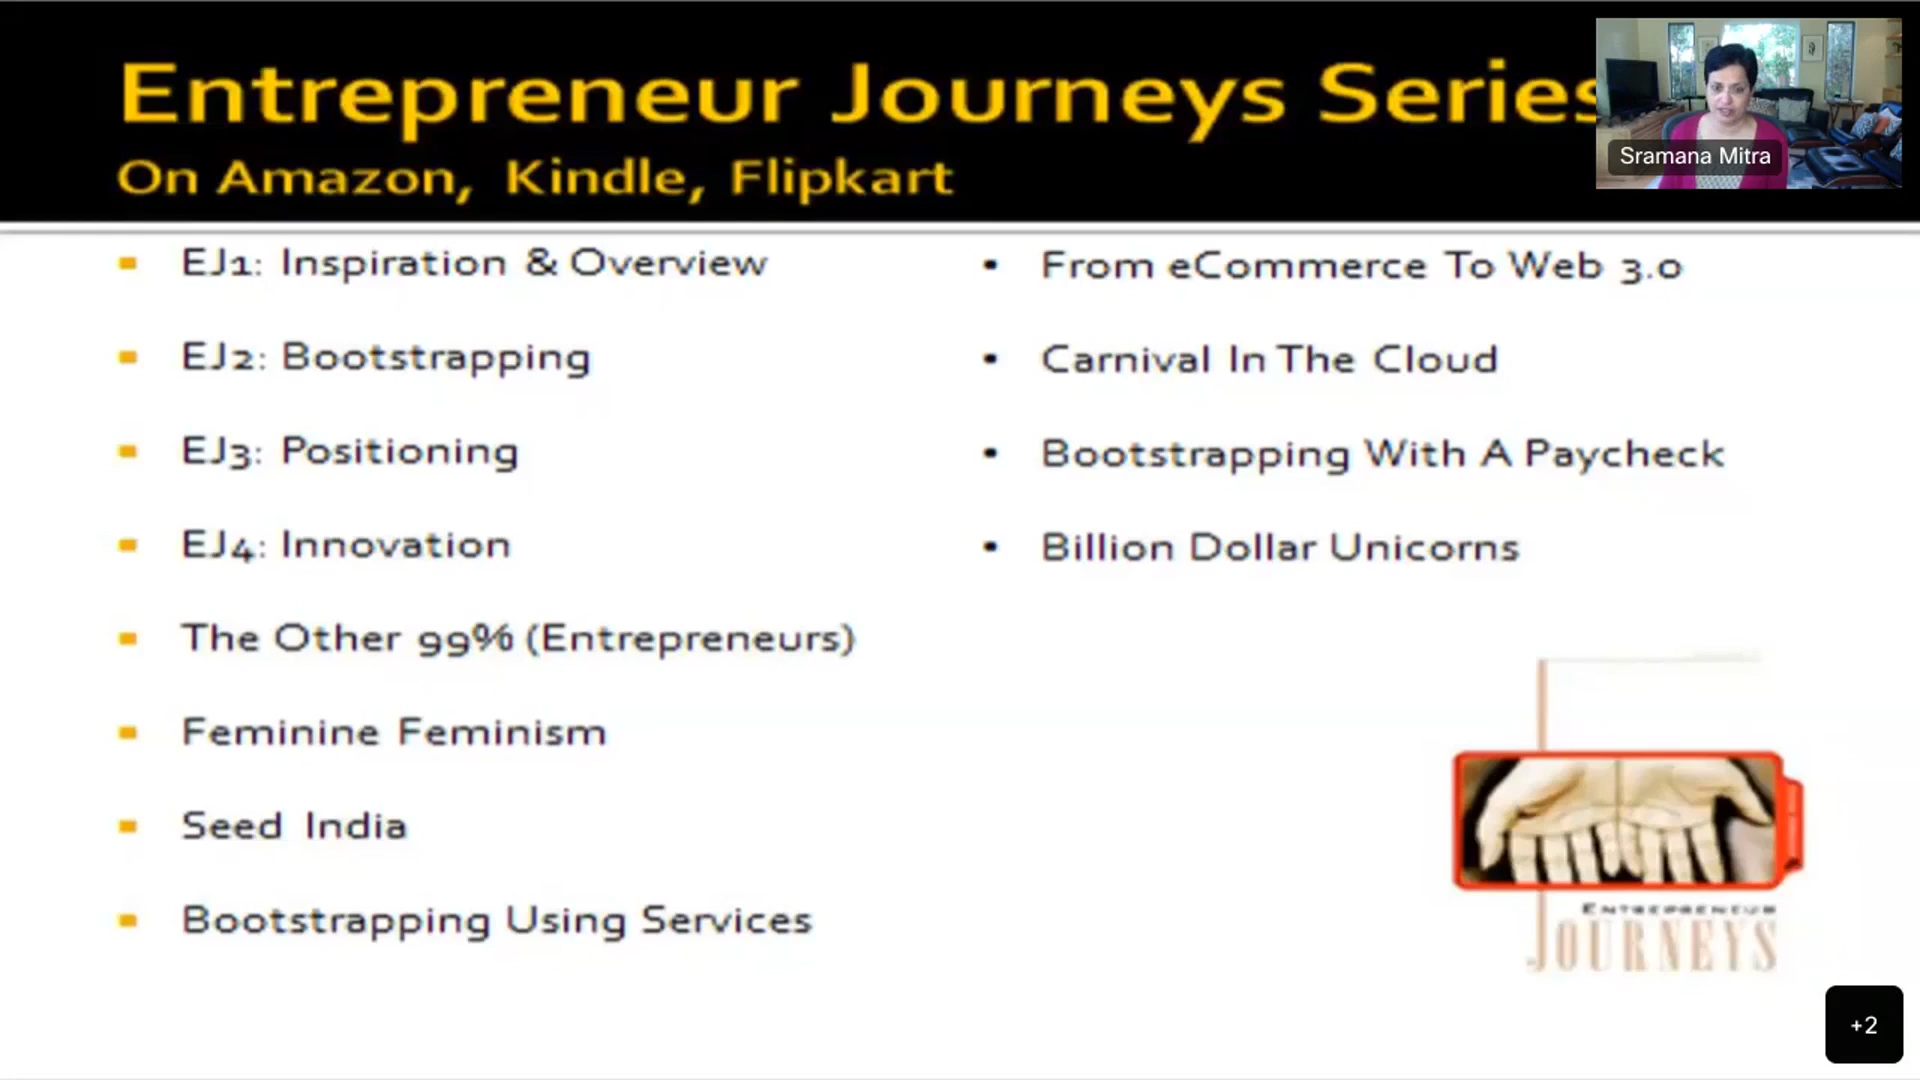 Entrepreneur Journeys Series
On Amazon, Kindle, Flipkart
Sramana Mitra
EJ1: Inspiration & Overview
EJ2: Bootstrapping
EJ3: Positioning
EJ4: Innovation
The Other 99% (Entrepreneurs)
Feminine Feminism
Seed India
Bootstrapping Using Services
From eCommerce To Web 3.0
Carnival In The Cloud
Bootstrapping With A Paycheck
Billion Dollar Unicorns
ENTREPRENEUR
JOURNEYS
+2